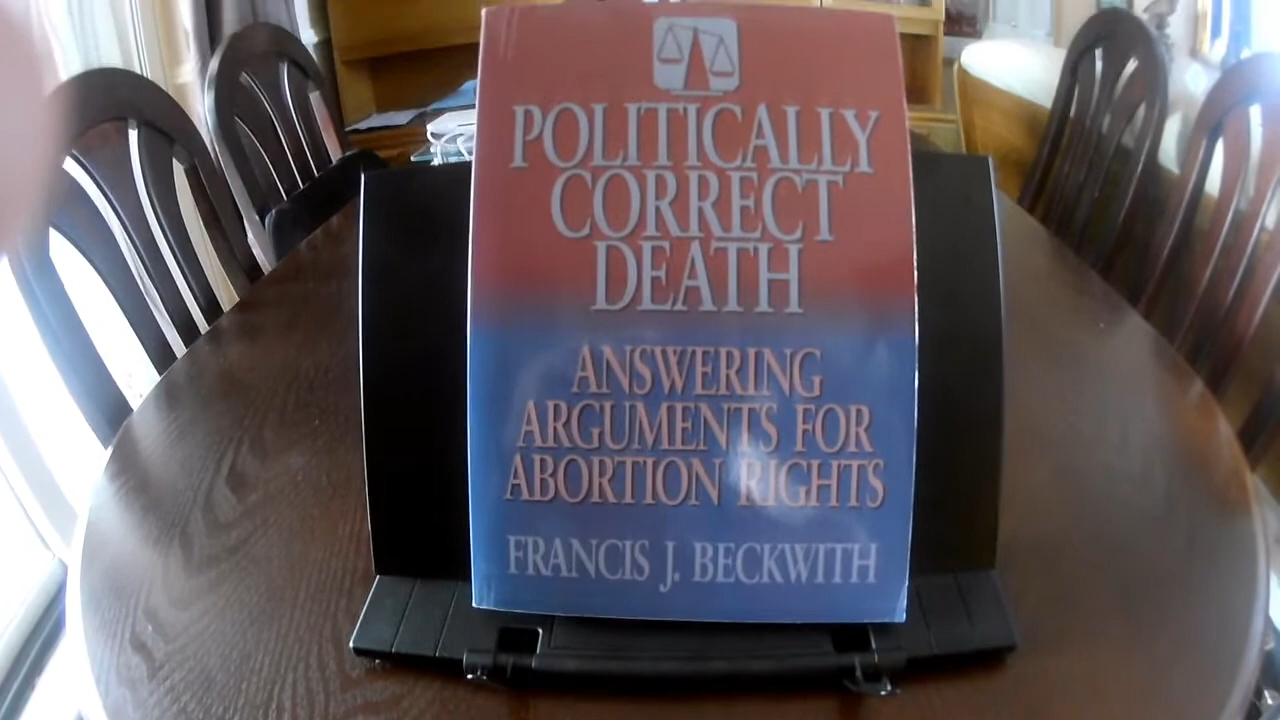 POLITICALLY
CORRECT
DEATH
ANSWERING
ARGUMENTS FOR
ABORTION RIGHTS
FRANCIS J. BECKWITH